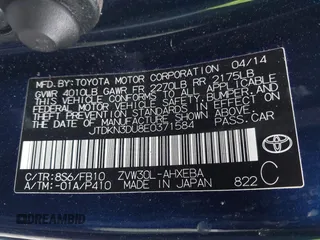 MFD. BY: TOYOTA MOTOR CORPORATION 04/14
GVWR 4010LB GAWR FR 2270LB RR 2175LB
THIS VEHICLE CONFORMS TO ALL APPLICABLE
FEDERAL MOTOR VEHICLE SAFETY, BUMPER, AND
THEFT PREVENTION STANDARDS IN EFFECT ON
THE DATE OF MANUFACTURE SHOWN ABOVE.
JTDKN3DU8E0371584 PASS.CAR
C/TR: 8S6/FB10 ZVW30L-AHXEBA
A/TM: -01A/P410 MADE IN JAPAN 822 C
TOYOTA
DREAMBID